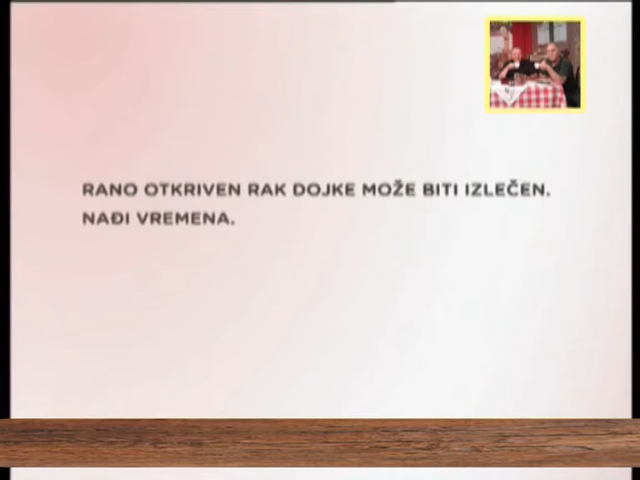 RANO OTKRIVEN RAK DOJKE MOŽE BITI IZLEČEN.
NAĐI VREMENA.